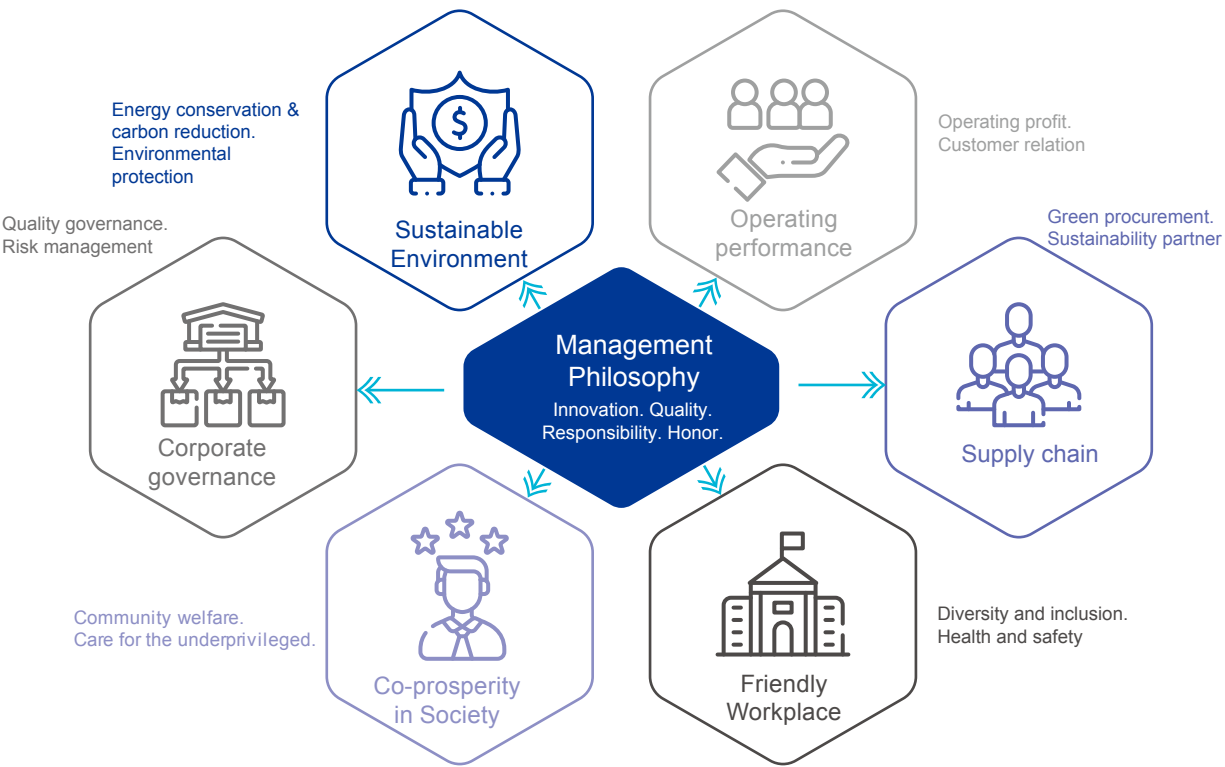 Energy conservation &
carbon reduction.
Environmental
protection
Sustainable
Environment
Operating
performance
Operating profit.
Customer relation
Quality governance.
Risk management
Corporate
governance
Management
Philosophy
Innovation. Quality.
Responsibility. Honor.
Green procurement.
Sustainability partner
Supply chain
Community welfare.
Care for the underprivileged.
Co-prosperity
in Society
Friendly
Workplace
Diversity and inclusion.
Health and safety